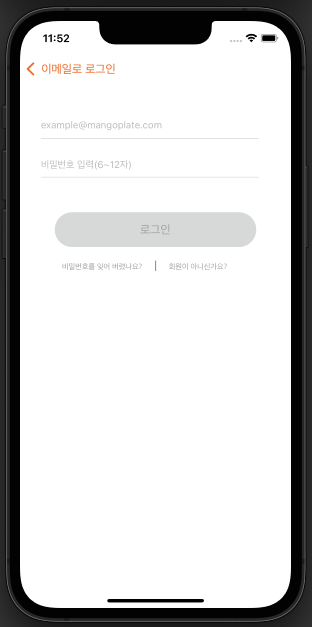 11:52
이메일로 로그인
example@mangoplate.com
비밀번호 입력(6~12자)
로그인
비밀번호를 잊어 버렸나요? 회원이 아니신가요?